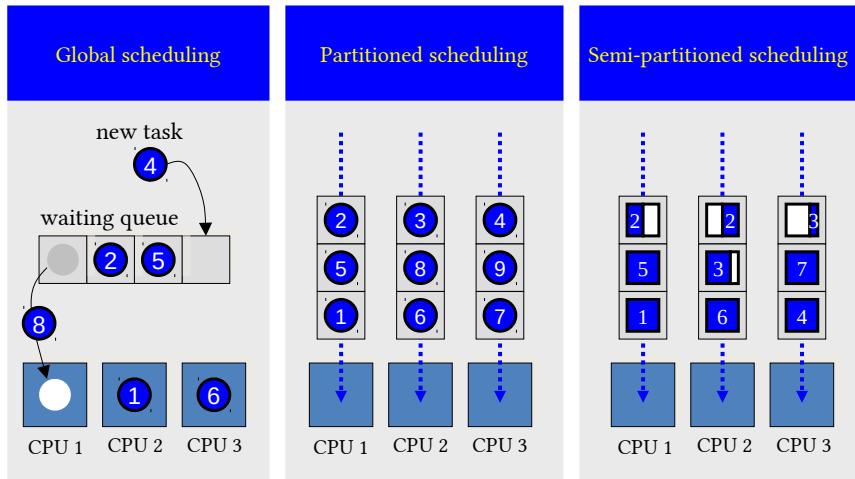 Global scheduling
new task
4
waiting queue
2 5
8
1 6
CPU 1 CPU 2 CPU 3
Partitioned scheduling
2 3 4
5 8 9
1 6 7
CPU 1 CPU 2 CPU 3
Semi-partitioned scheduling
2 2 3
5 3 7
1 6 4
CPU 1 CPU 2 CPU 3